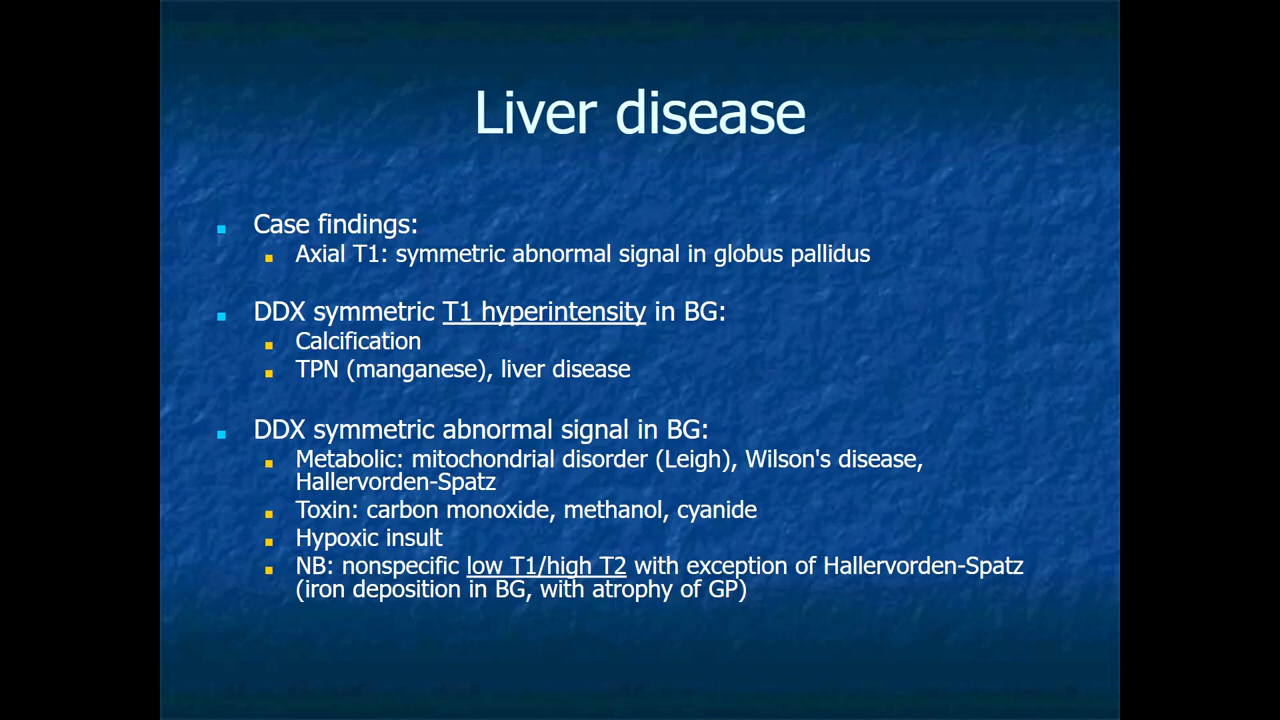 Liver disease
Case findings:
Axial T1: symmetric abnormal signal in globus pallidus
DDX symmetric T1 hyperintensity in BG:
Calcification
TPN (manganese), liver disease
DDX symmetric abnormal signal in BG:
Metabolic: mitochondrial disorder (Leigh), Wilson's disease,
Hallervorden-Spatz
Toxin: carbon monoxide, methanol, cyanide
Hypoxic insult
NB: nonspecific low T1/high T2 with exception of Hallervorden-Spatz
(iron deposition in BG, with atrophy of GP)